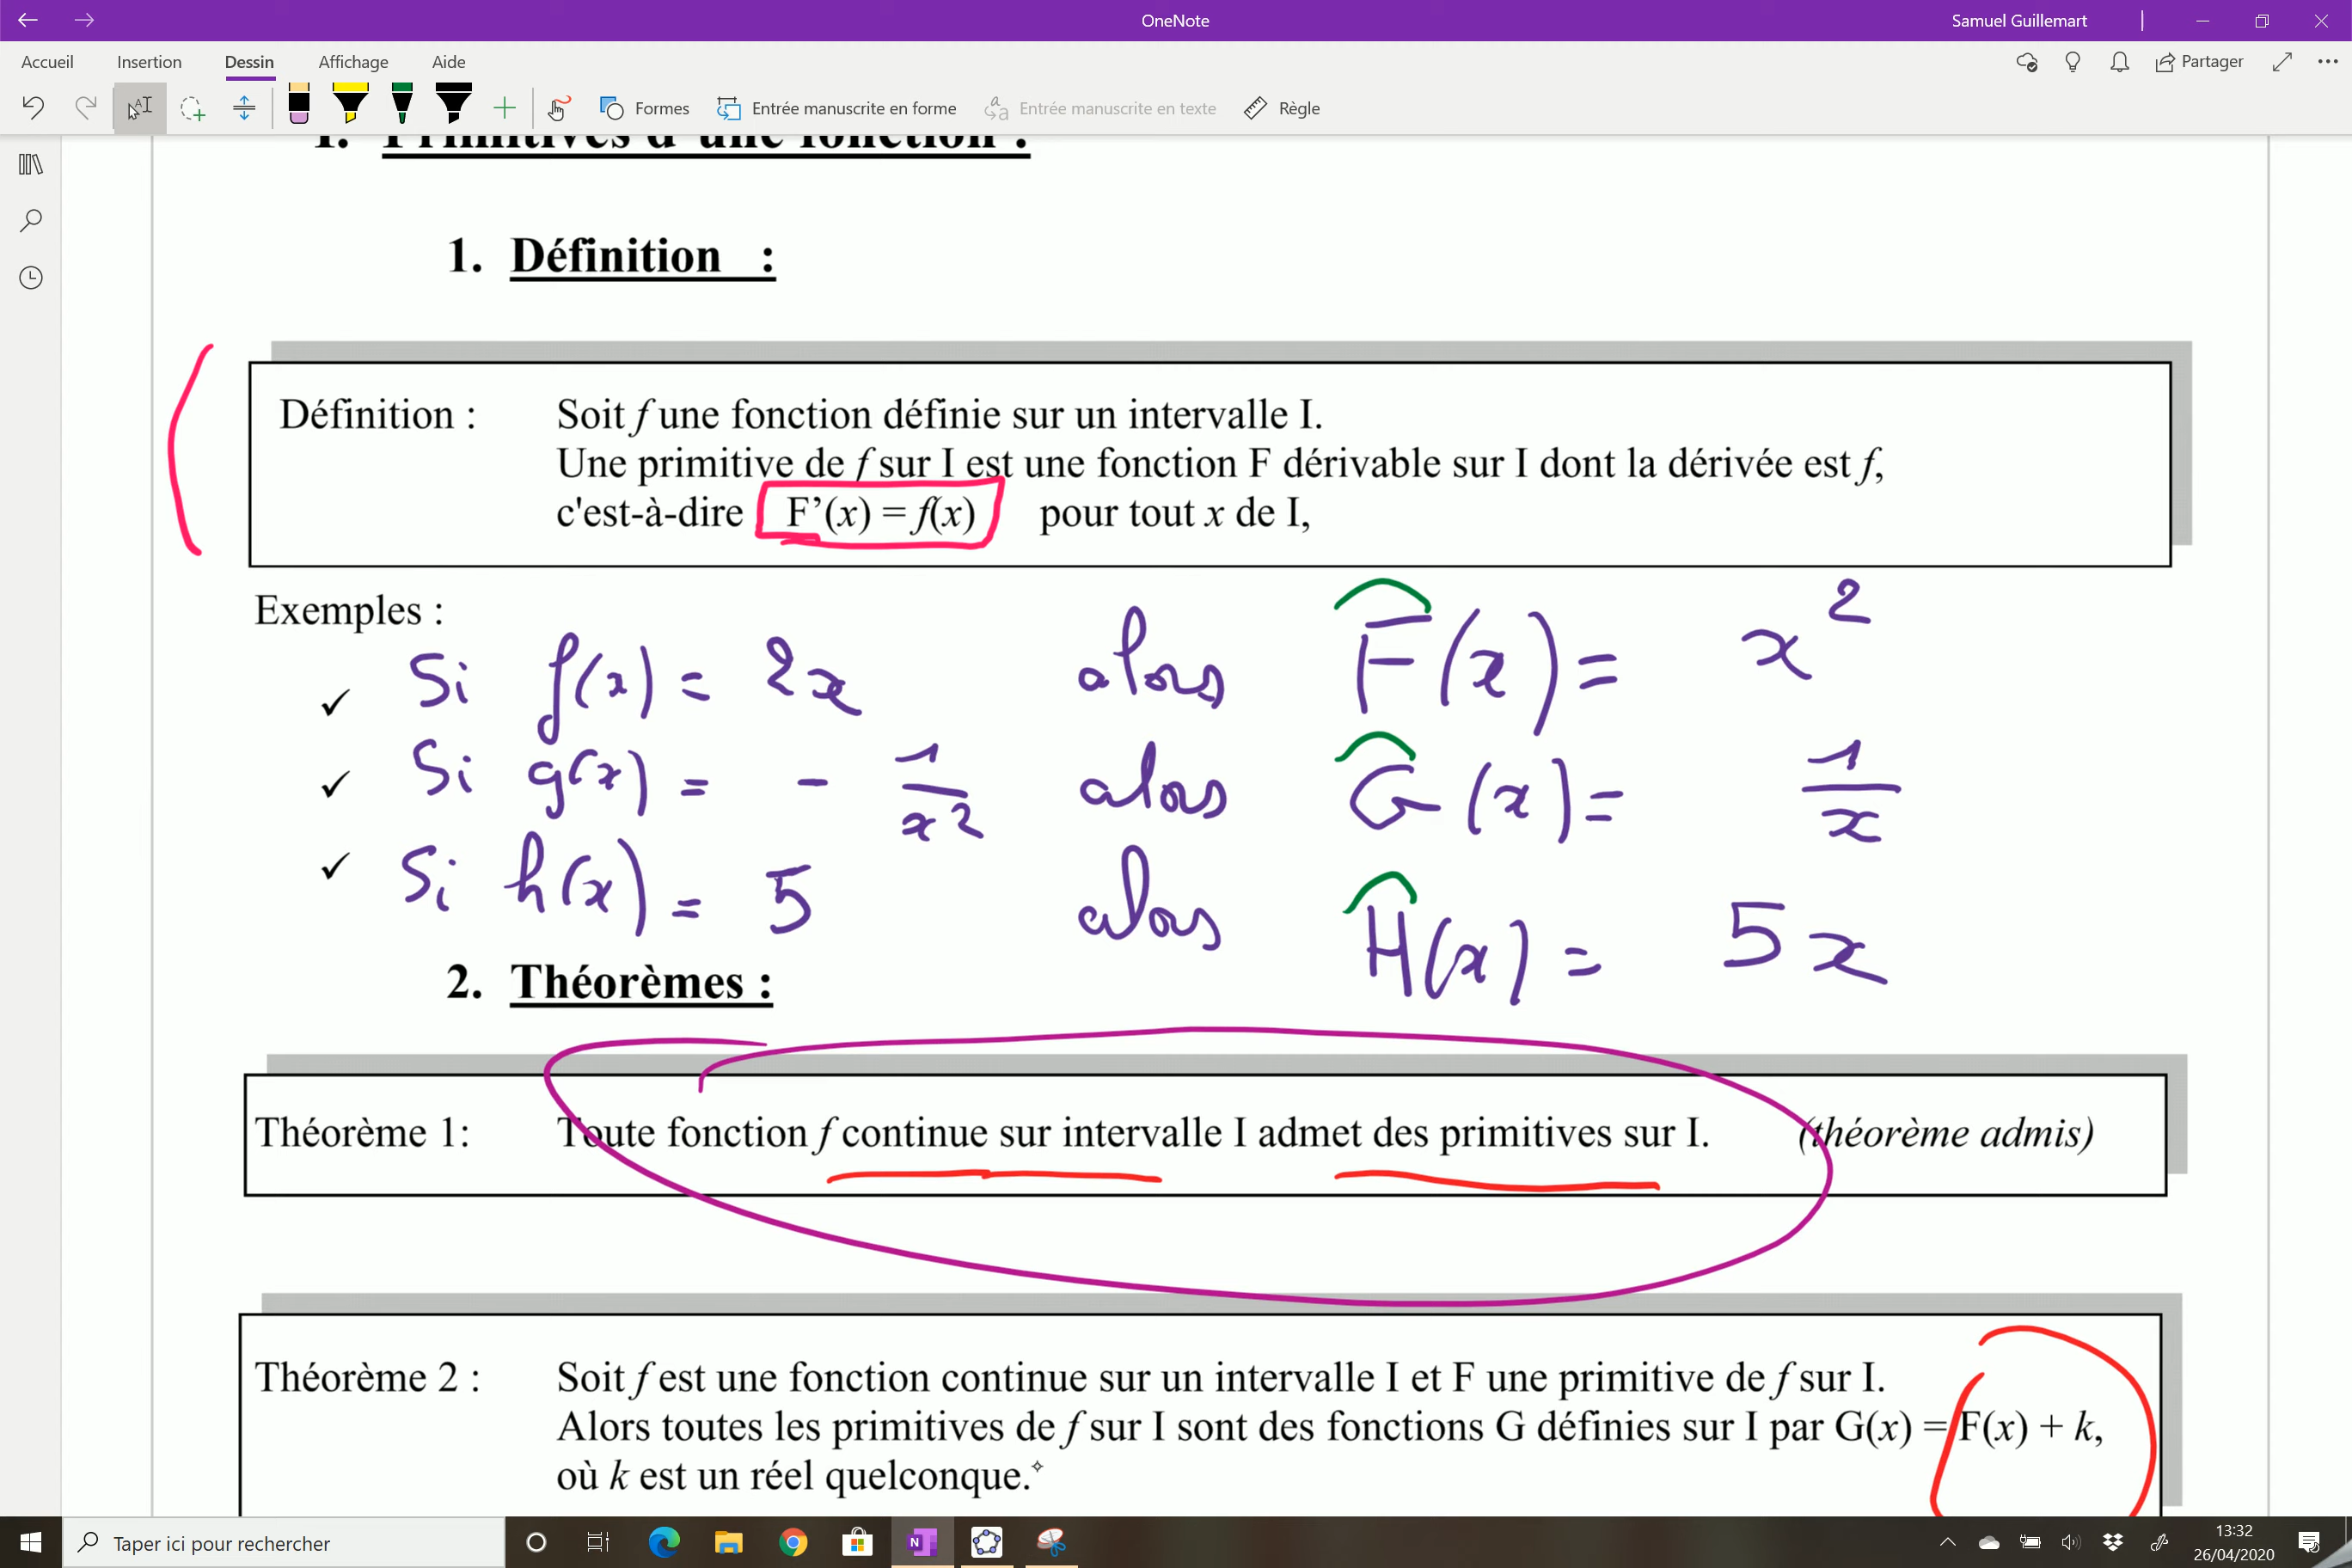 OneNote
Samuel Guillemart
Accueil Insertion Dessin Affichage Aide
Partager
Formes Entrée manuscrite en forme Entrée manuscrite en texte Règle
I. Primitives d'une fonction :
1. Définition :
Définition : Soit f une fonction définie sur un intervalle I.
Une primitive de f sur I est une fonction F dérivable sur I dont la dérivée est f,
c'est-à-dire F’(x) = f(x) pour tout x de I,
Exemples :
✓ Si f(x) = 2x alors F(x) = x²
✓ Si g(x) = - 1/x² alors G(x) = 1/x
✓ Si h(x) = 5 alors H(x) = 5x
2. Théorèmes :
Théorème 1: Toute fonction f continue sur intervalle I admet des primitives sur I. (théorème admis)
Théorème 2 : Soit f est une fonction continue sur un intervalle I et F une primitive de f sur I.
Alors toutes les primitives de f sur I sont des fonctions G définies sur I par G(x) = F(x) + k,
où k est un réel quelconque.
Taper ici pour rechercher
13:32
26/04/2020